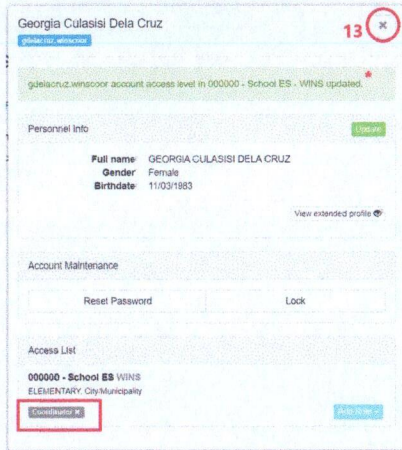 Georgia Culasisi Dela Cruz
13 ×
gdelacruz.winscoor
gdelacruz.winscoor account access level in 000000 - School ES - WINS updated. *
Personnel Info Update
Full name GEORGIA CULASISI DELA CRUZ
Gender Female
Birthdate 11/03/1983
View extended profile
Account Maintenance
Reset Password Lock
Access List
000000 - School ES WINS
ELEMENTARY, City/Municipality
Coordinator × Add Role